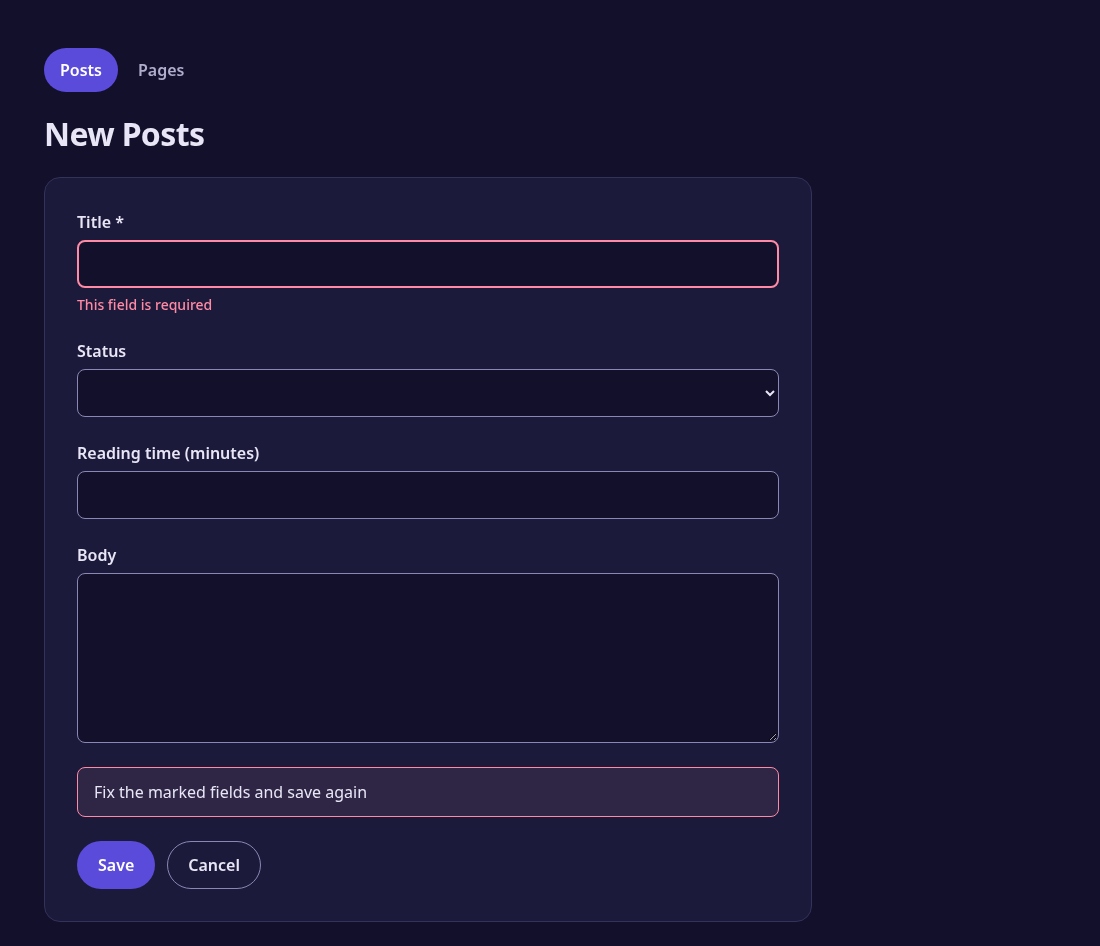 Posts
Pages
New Posts
Title *
This field is required
Status
Reading time (minutes)
Body
Fix the marked fields and save again
Save
Cancel